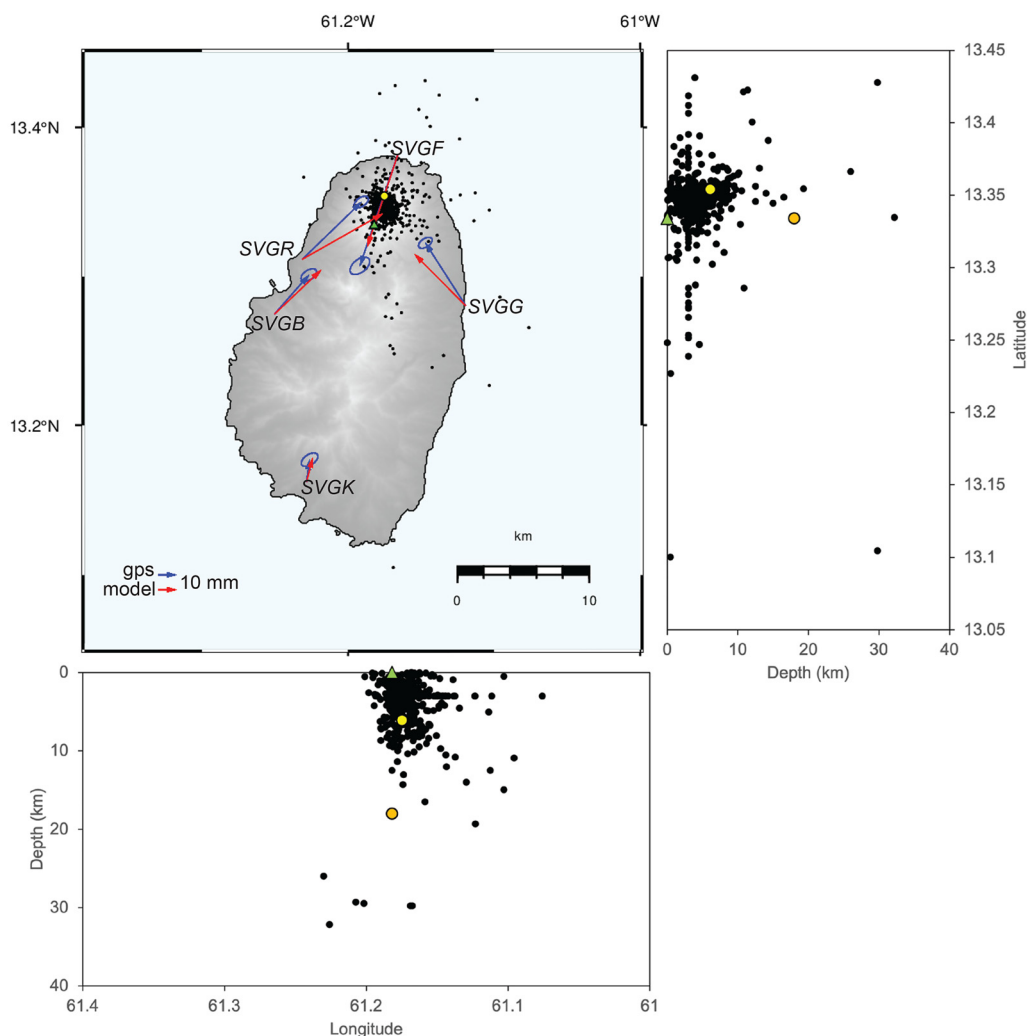 61.2°W
61°W
13.4°N
13.2°N
SVGF
SVGR
SVGB
SVGG
SVGK
km
0
10
gps
model
10 mm
13.45
13.4
13.35
13.3
13.25
13.2
13.15
13.1
13.05
Latitude
0
10
20
30
40
Depth (km)
0
10
20
30
40
Depth (km)
61.4
61.3
61.2
61.1
61
Longitude